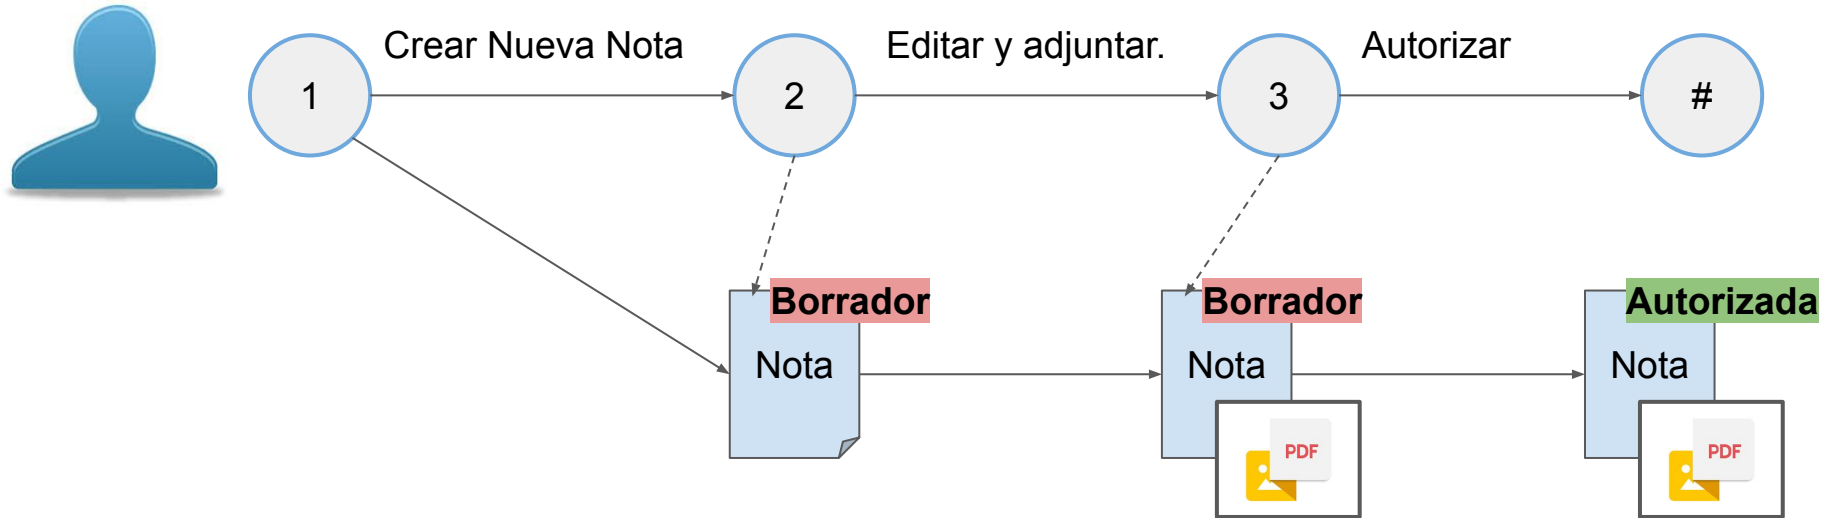 Crear Nueva Nota
Editar y adjuntar.
Autorizar
1
2
3
#
Borrador
Borrador
Autorizada
Nota
Nota
Nota
PDF
PDF